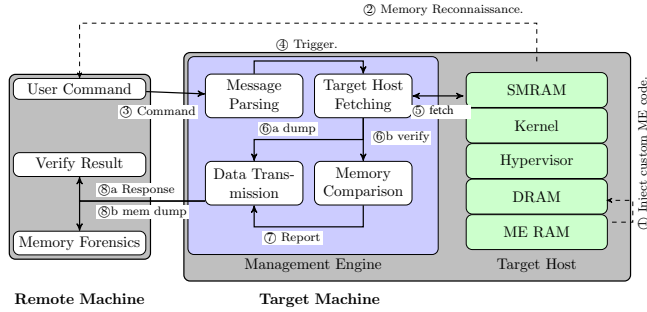 ② Memory Reconnaissance.
④ Trigger.
User Command
③ Command
Message
Parsing
Target Host
Fetching
⑤ fetch
SMRAM
Kernel
Hypervisor
DRAM
ME RAM
① Inject custom ME code.
⑥a dump
⑥b verify
Verify Result
⑧a Response
⑧b mem dump
Memory Forensics
Data Trans-
mission
Memory
Comparison
⑦ Report
Management Engine
Target Host
Remote Machine
Target Machine